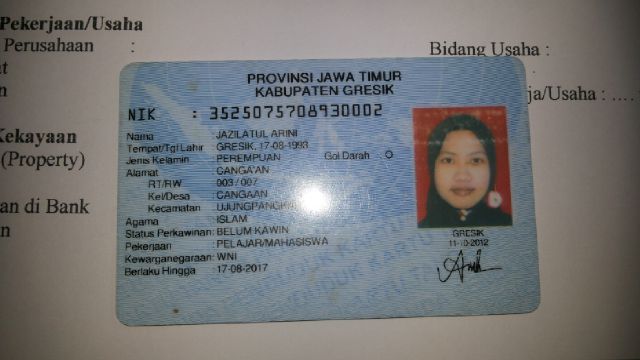 Pekerjaan/Usaha
Perusahaan :
Bidang Usaha :
ja/Usaha : ....
Kekayaan
(Property)
an di Bank
PROVINSI JAWA TIMUR
KABUPATEN GRESIK
NIK : 3525075708930002
Nama : JAZILATUL ARINI
Tempat/Tgl Lahir : GRESIK, 17-08-1993
Jenis Kelamin : PEREMPUAN Gol Darah : O
Alamat : CANGA'AN
RT/RW : 003 / 007
Kel/Desa : CANGAAN
Kecamatan : UJUNGPANGKAH
Agama : ISLAM
Status Perkawinan: BELUM KAWIN
Pekerjaan : PELAJAR/MAHASISWA
Kewarganegaraan: WNI
Berlaku Hingga : 17-08-2017
GRESIK
11-10-2012